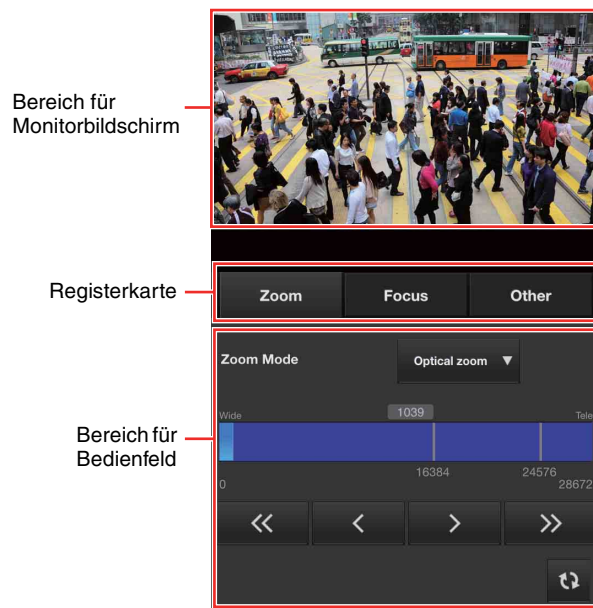 Bereich für
Monitorbildschirm
Registerkarte
Zoom Focus Other
Zoom Mode Optical zoom ▼
Wide 1039 Tele
Bereich für
Bedienfeld
16384 24576
0 28672